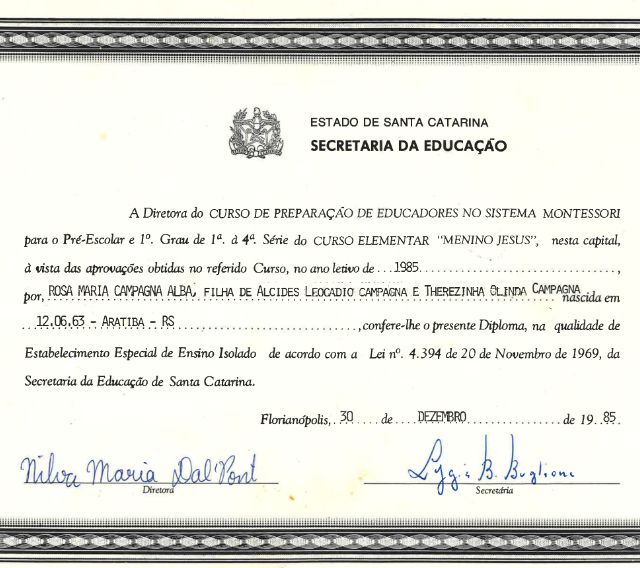 ESTADO DE SANTA CATARINA
SECRETARIA DA EDUCAÇÃO
A Diretora do CURSO DE PREPARAÇÃO DE EDUCADORES NO SISTEMA MONTESSORI
para o Pré-Escolar e 1º. Grau de 1ª. à 4ª. Série do CURSO ELEMENTAR "MENINO JESUS", nesta capital,
à vista das aprovações obtidas no referido Curso, no ano letivo de ...1985...,
por, ROSA MARIA CAMPAGNA ALBA, FILHA DE ALCIDES LEOCADIO CAMPAGNA E THEREZINHA OLINDA CAMPAGNA nascida em
12.06.63 - ARATIBA - RS ..., confere-lhe o presente Diploma, na qualidade de
Estabelecimento Especial de Ensino Isolado de acordo com a Lei nº. 4.394 de 20 de Novembro de 1969, da
Secretaria da Educação de Santa Catarina.
Florianópolis, 30 de DEZEMBRO de 19 85.
Nilva Maria Dal'Pont
Lygia B. Buglione
Diretora
Secretária